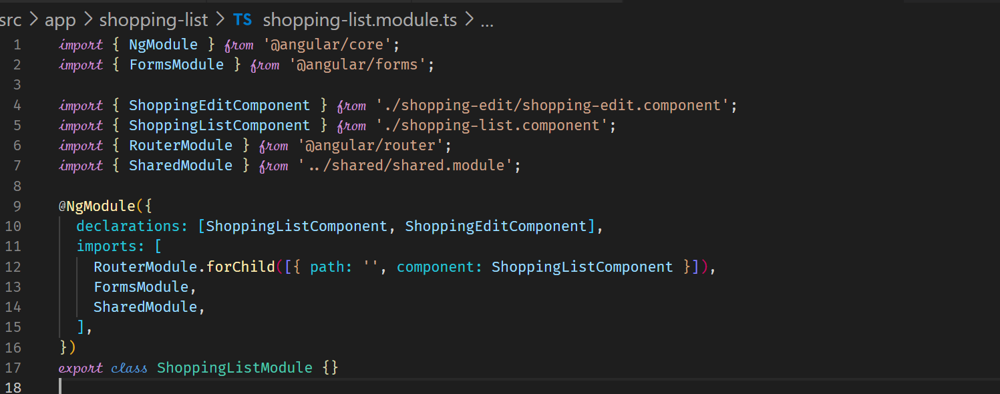 src > app > shopping-list > TS shopping-list.module.ts > ...
1 import { NgModule } from '@angular/core';
2 import { FormsModule } from '@angular/forms';
3
4 import { ShoppingEditComponent } from './shopping-edit/shopping-edit.component';
5 import { ShoppingListComponent } from './shopping-list.component';
6 import { RouterModule } from '@angular/router';
7 import { SharedModule } from '../shared/shared.module';
8
9 @NgModule({
10 declarations: [ShoppingListComponent, ShoppingEditComponent],
11 imports: [
12 RouterModule.forChild([{ path: '', component: ShoppingListComponent }]),
13 FormsModule,
14 SharedModule,
15 ],
16 })
17 export class ShoppingListModule {}
18